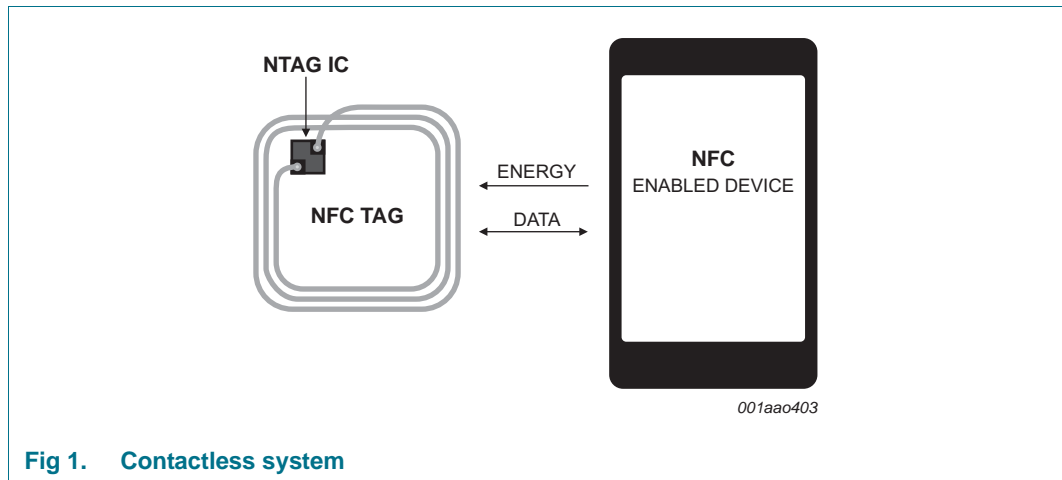 NTAG IC
NFC TAG
ENERGY
DATA
NFC
ENABLED DEVICE
001aao403
Fig 1. Contactless system